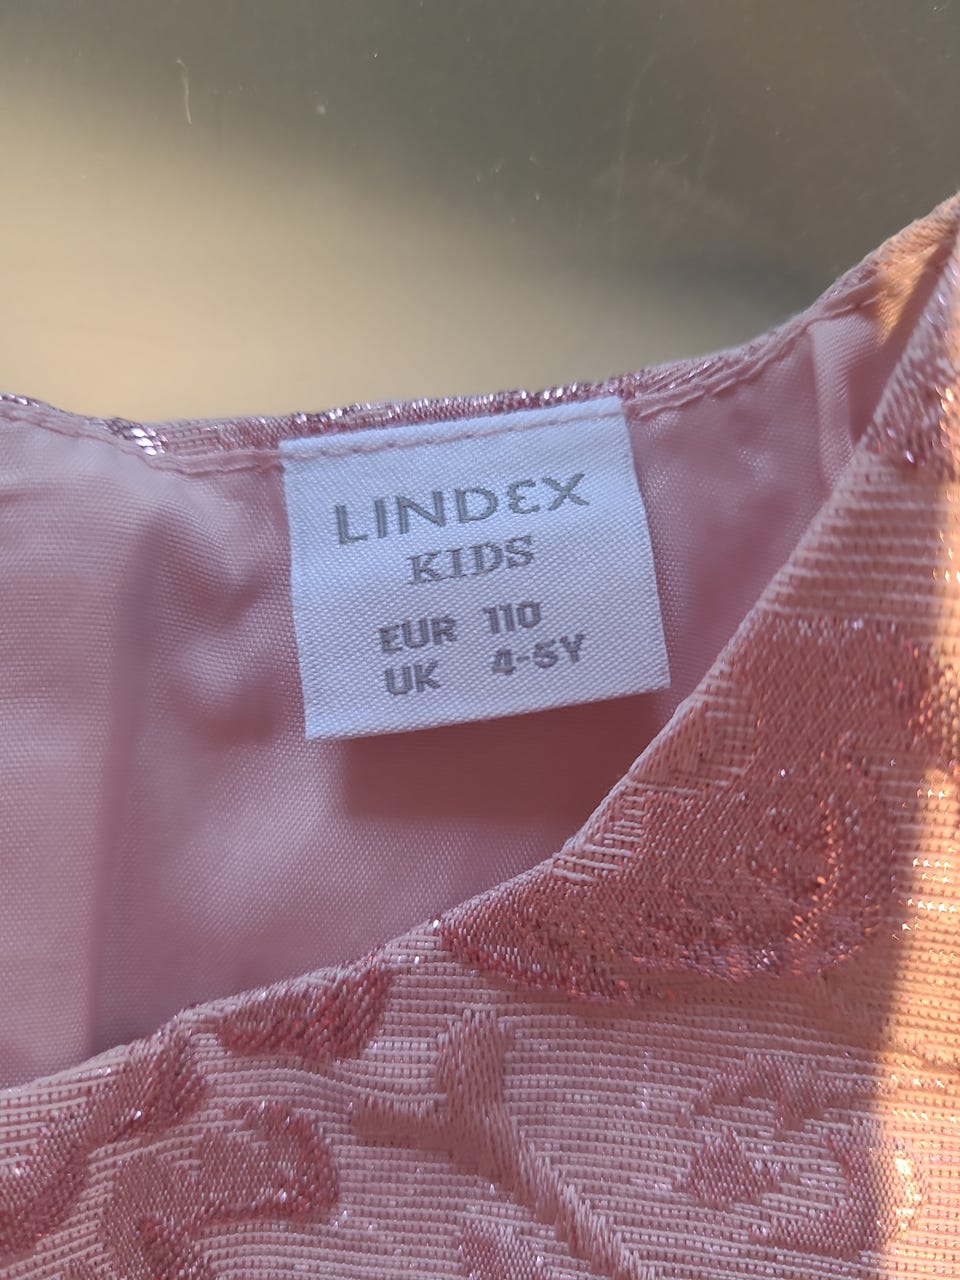 LINDEX
KIDS
EUR 110
UK 4-5Y